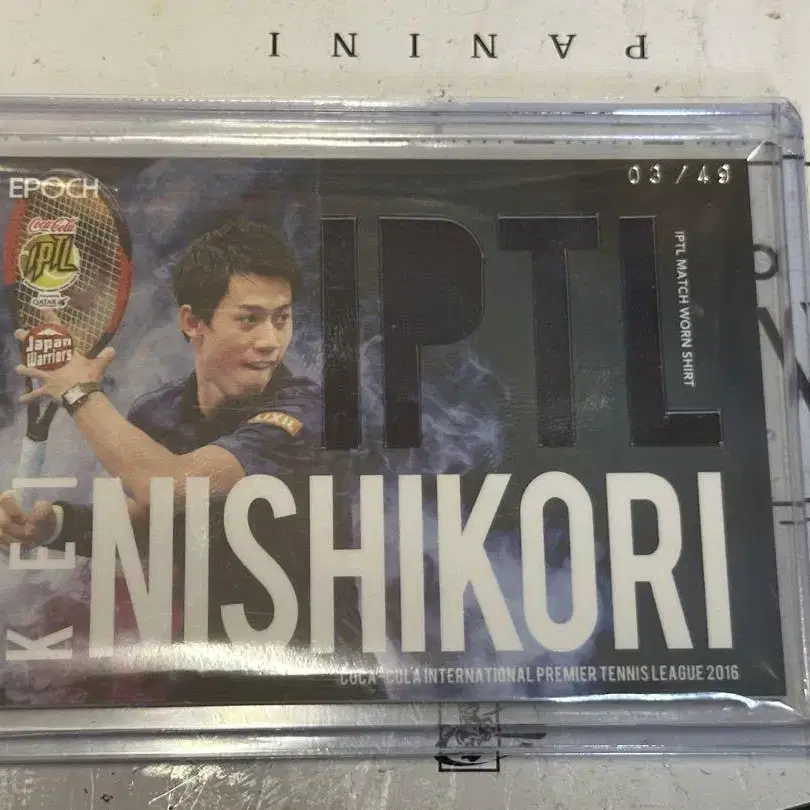 PANINI
EPOCH
03/49
Coca-Cola
IPTL
QATAR
Japan
Warriors
IPTL
IPTL MATCH WORN SHIRT
KEI
NISHIKORI
COCA-COLA INTERNATIONAL PREMIER TENNIS LEAGUE 2016